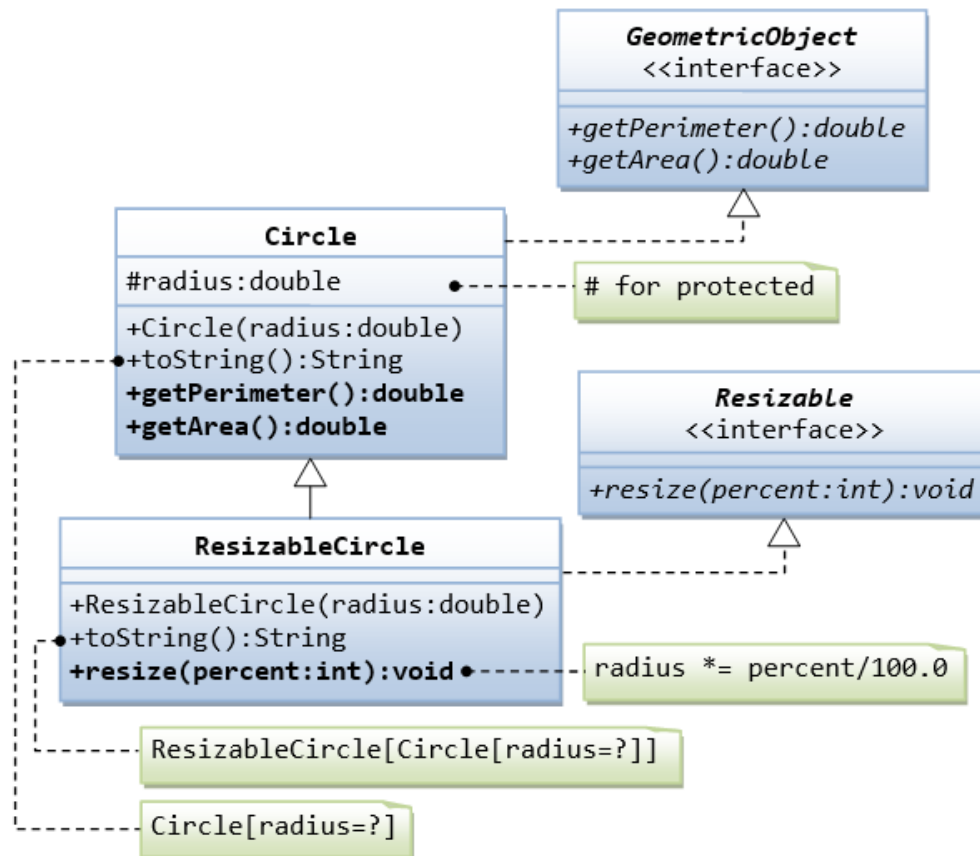 GeometricObject
<<interface>>
+getPerimeter():double
+getArea():double
Circle
#radius:double
# for protected
+Circle(radius:double)
+toString():String
+getPerimeter():double
+getArea():double
Resizable
<<interface>>
+resize(percent:int):void
ResizableCircle
+ResizableCircle(radius:double)
+toString():String
+resize(percent:int):void
radius *= percent/100.0
ResizableCircle[Circle[radius=?]]
Circle[radius=?]